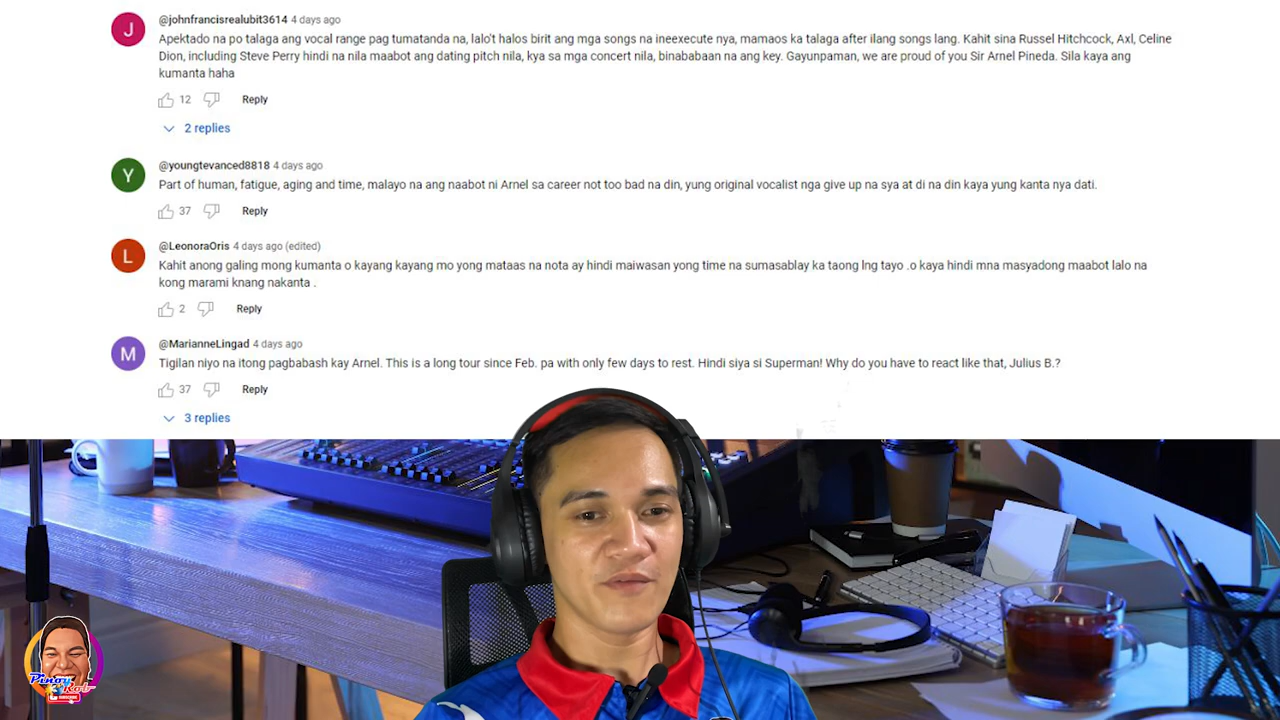 J
@johnfrancisrealubit3614 4 days ago
Apektado na po talaga ang vocal range pag tumatanda na, lalo't halos birit ang mga songs na ineexecute nya, mamaos ka talaga after ilang songs lang. Kahit sina Russel Hitchcock, Axl, Celine
Dion, including Steve Perry hindi na nila maabot ang dating pitch nila, kya sa mga concert nila, binababaan na ang key. Gayunpaman, we are proud of you Sir Arnel Pineda. Sila kaya ang
kumanta haha
12 Reply
2 replies
Y
@youngtevanced8818 4 days ago
Part of human, fatigue, aging and time, malayo na ang naabot ni Arnel sa career not too bad na din, yung original vocalist nga give up na sya at di na din kaya yung kanta nya dati.
37 Reply
L
@LeonoraOris 4 days ago (edited)
Kahit anong galing mong kumanta o kayang kayang mo yong mataas na nota ay hindi maiwasan yong time na sumasablay ka taong lng tayo .o kaya hindi mna masyadong maabot lalo na
kong marami knang nakanta .
2 Reply
M
@MarianneLingad 4 days ago
Tigilan niyo na itong pagbabash kay Arnel. This is a long tour since Feb. pa with only few days to rest. Hindi siya si Superman! Why do you have to react like that, Julius B.?
37 Reply
3 replies
Pinoy
Rob
SUBSCRIBE